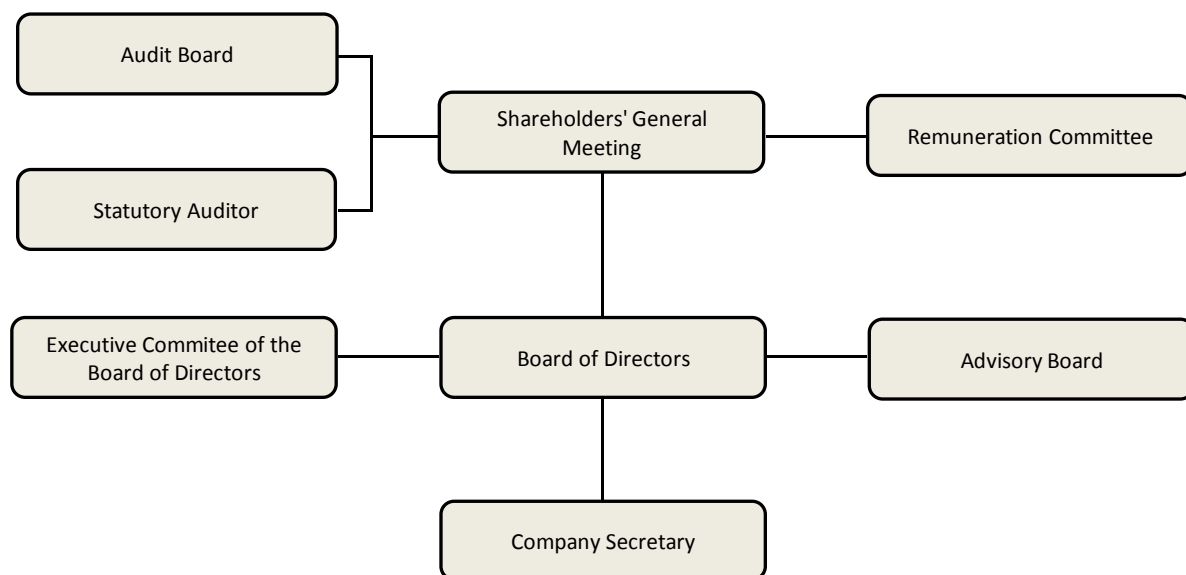 Audit Board
Shareholders' General
Meeting
Remuneration Committee
Statutory Auditor
Executive Commitee of the
Board of Directors
Board of Directors
Advisory Board
Company Secretary